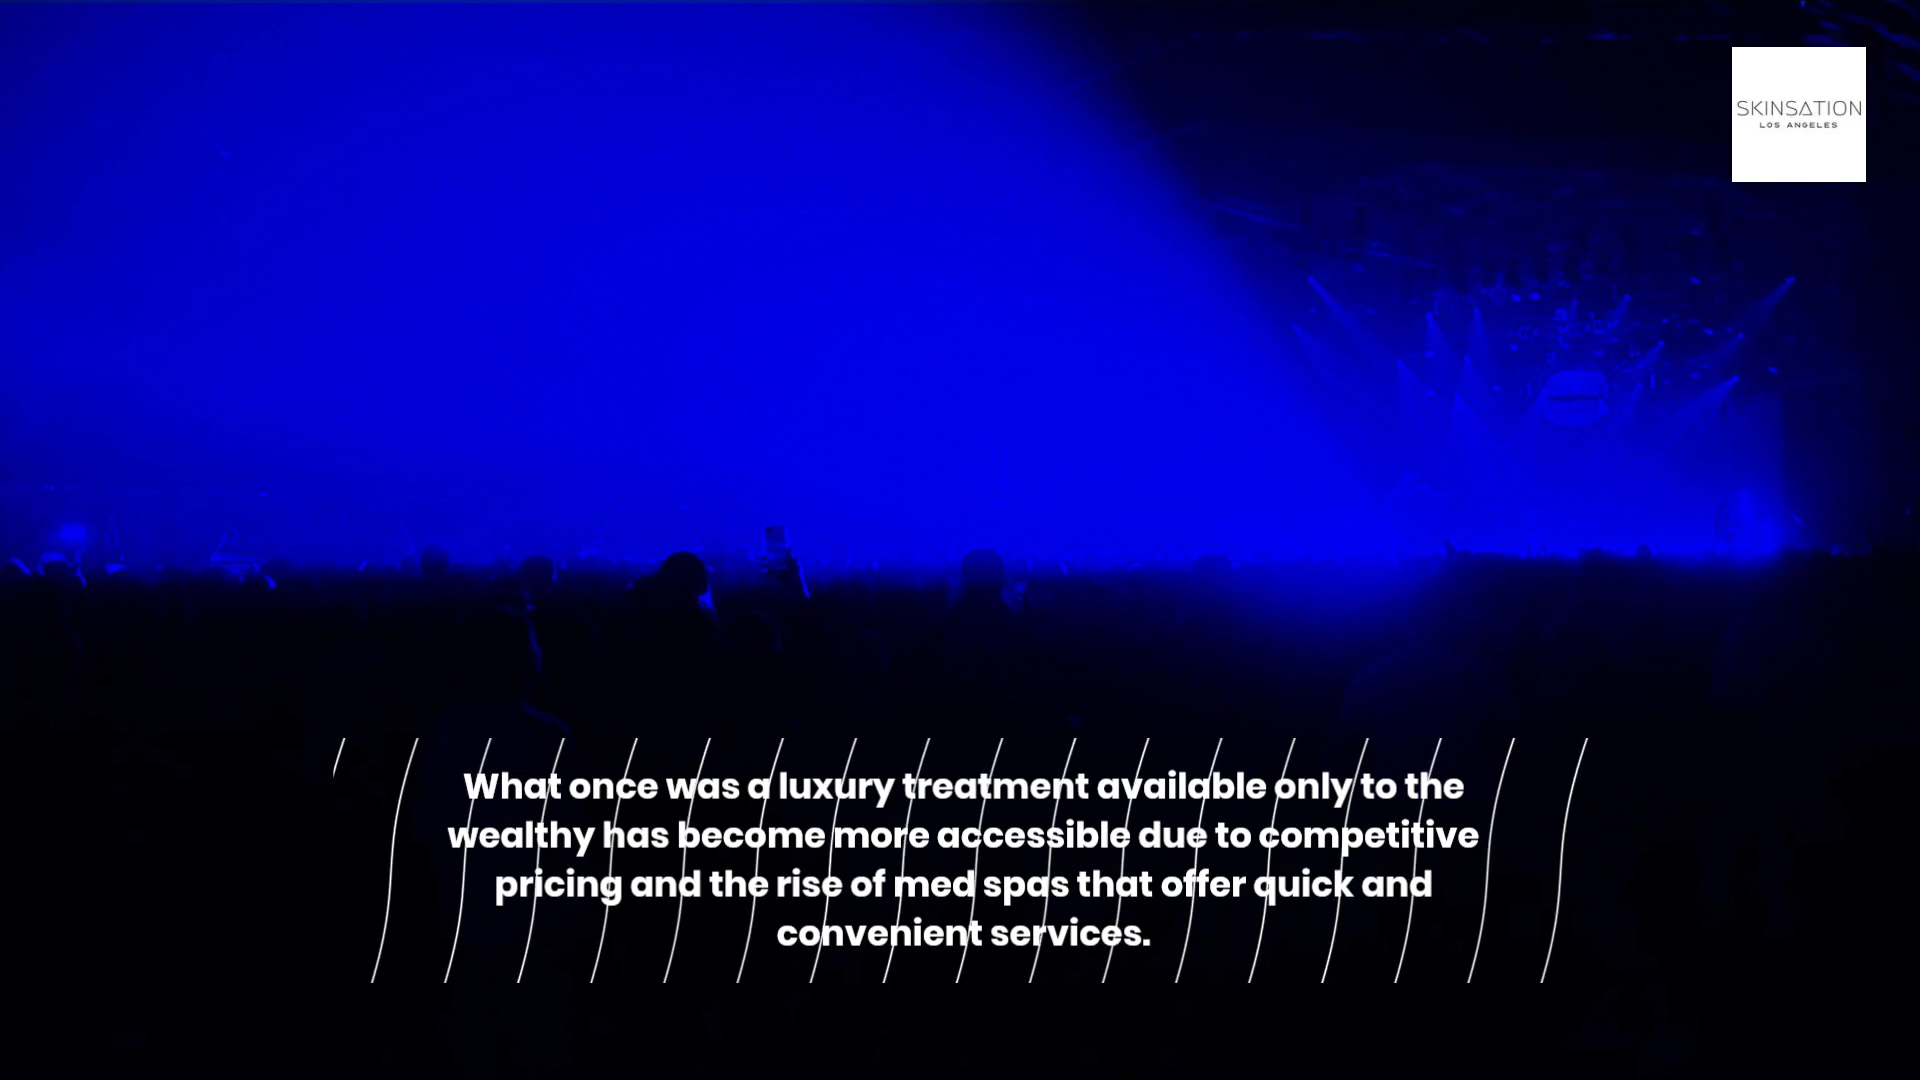 SKINSATION
LOS ANGELES
What once was a luxury treatment available only to the
wealthy has become more accessible due to competitive
pricing and the rise of med spas that offer quick and
convenient services.